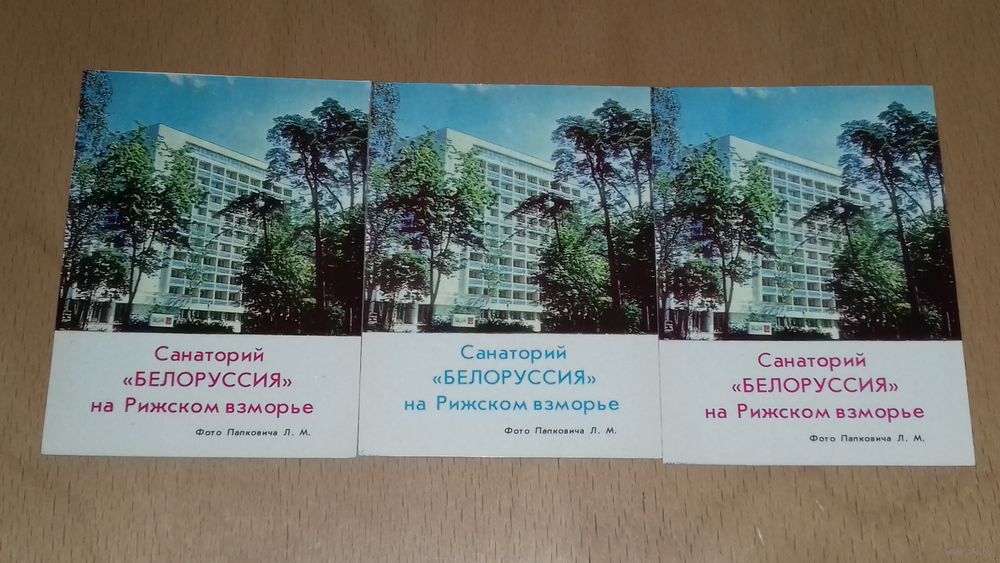 Санаторий
«БЕЛОРУССИЯ»
на Рижском взморье
Фото Папковича Л. М.
Санаторий
«БЕЛОРУССИЯ»
на Рижском взморье
Фото Папковича Л. М.
Санаторий
«БЕЛОРУССИЯ»
на Рижском взморье
Фото Папковича Л. М.